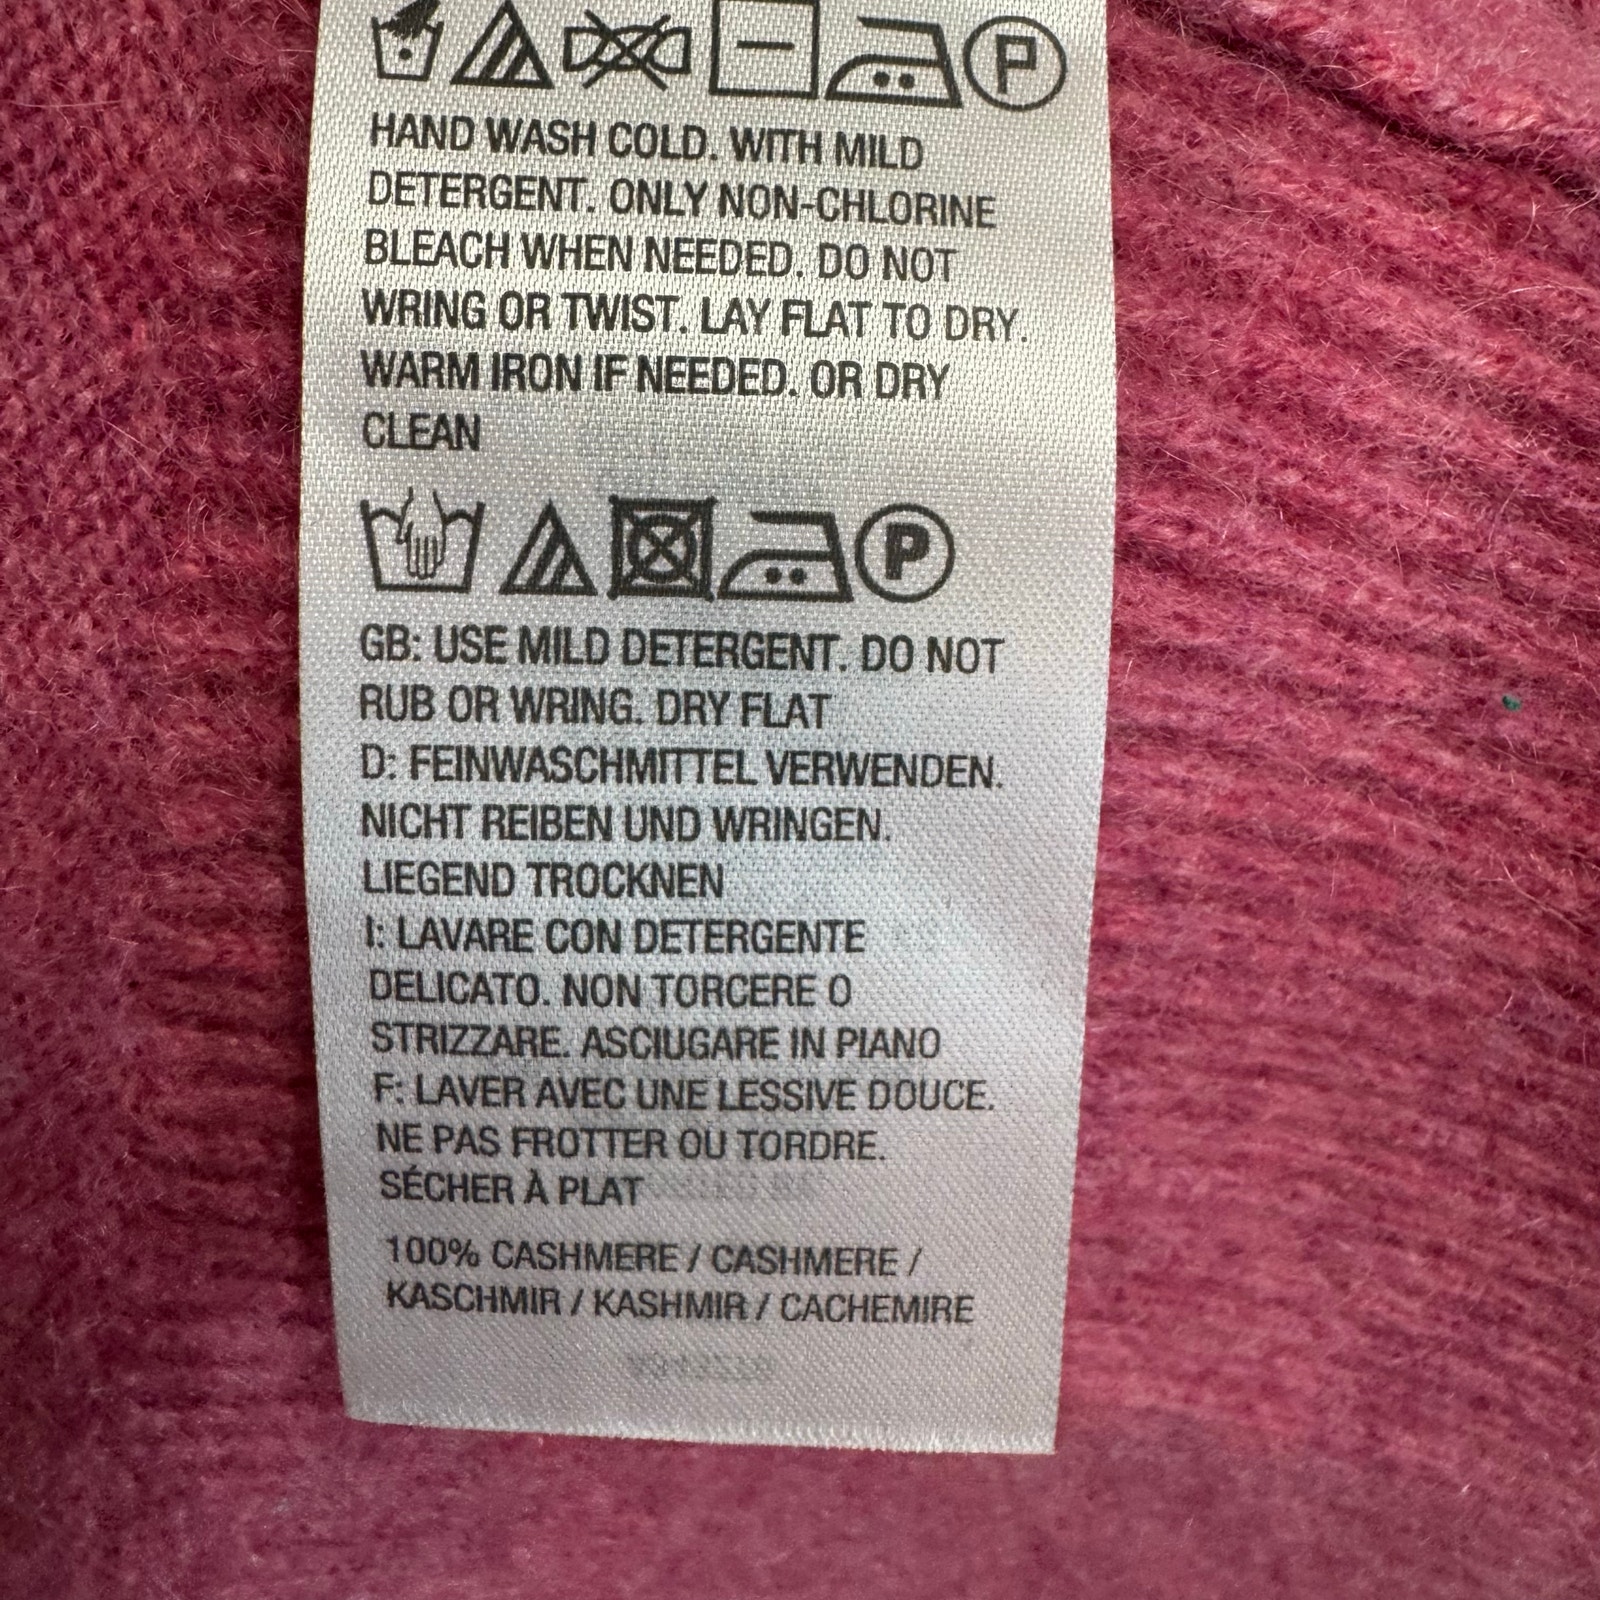 P
HAND WASH COLD. WITH MILD
DETERGENT. ONLY NON-CHLORINE
BLEACH WHEN NEEDED. DO NOT
WRING OR TWIST. LAY FLAT TO DRY.
WARM IRON IF NEEDED. OR DRY
CLEAN
P
GB: USE MILD DETERGENT. DO NOT
RUB OR WRING. DRY FLAT
D: FEINWASCHMITTEL VERWENDEN.
NICHT REIBEN UND WRINGEN.
LIEGEND TROCKNEN
I: LAVARE CON DETERGENTE
DELICATO. NON TORCERE O
STRIZZARE. ASCIUGARE IN PIANO
F: LAVER AVEC UNE LESSIVE DOUCE.
NE PAS FROTTER OU TORDRE.
SÉCHER À PLAT
100% CASHMERE / CASHMERE /
KASCHMIR / KASHMIR / CACHEMIRE